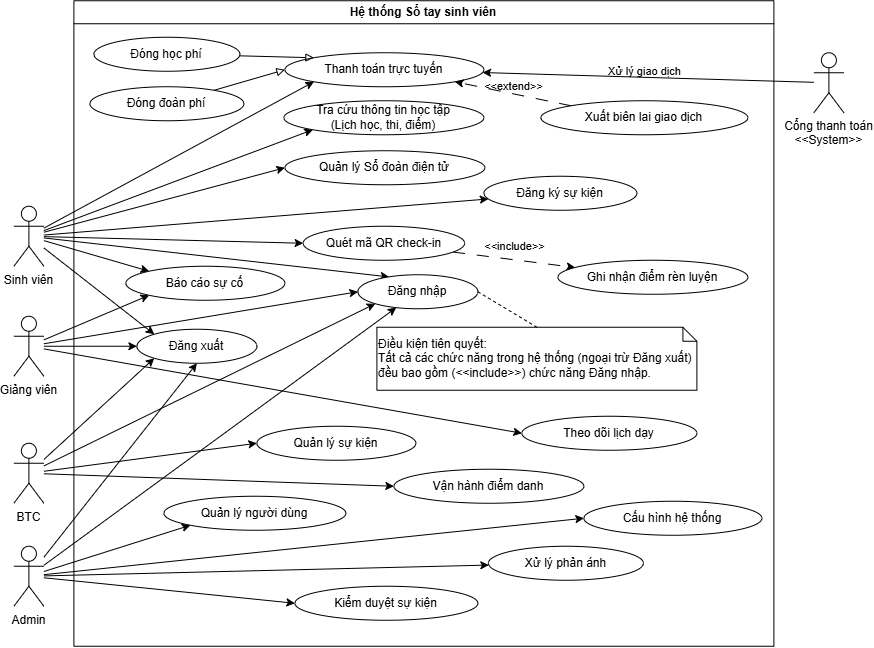 Hệ thống Sổ tay sinh viên
Đóng học phí
Thanh toán trực tuyến
Xử lý giao dịch
<<extend>>
Đóng đoàn phí
Xuất biên lai giao dịch
Cổng thanh toán
<<System>>
Tra cứu thông tin học tập
(Lịch học, thi, điểm)
Quản lý Sổ đoàn điện tử
Đăng ký sự kiện
Quét mã QR check-in
<<include>>
Ghi nhận điểm rèn luyện
Sinh viên
Báo cáo sự cố
Đăng nhập
Đăng xuất
Điều kiện tiên quyết:
Tất cả các chức năng trong hệ thống (ngoại trừ Đăng xuất)
đều bao gồm (<<include>>) chức năng Đăng nhập.
Giảng viên
Theo dõi lịch dạy
Quản lý sự kiện
Vận hành điểm danh
BTC
Quản lý người dùng
Cấu hình hệ thống
Xử lý phản ánh
Kiểm duyệt sự kiện
Admin